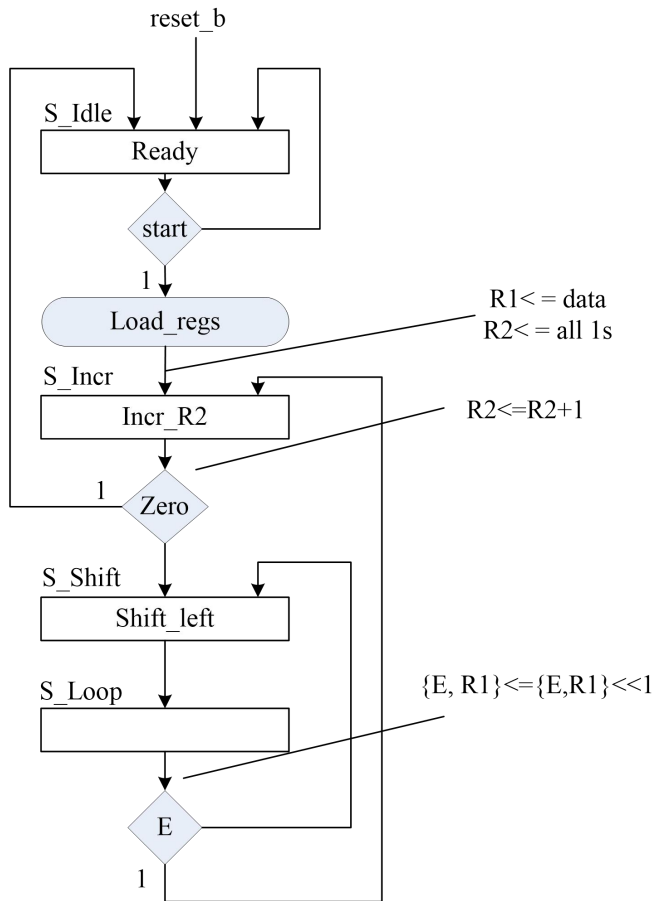 reset_b
S_Idle
Ready
start
1
Load_regs
R1< = data
R2< = all 1s
S_Incr
Incr_R2
R2<=R2+1
1
Zero
S_Shift
Shift_left
S_Loop
{E, R1}<={E,R1}<<1
E
1